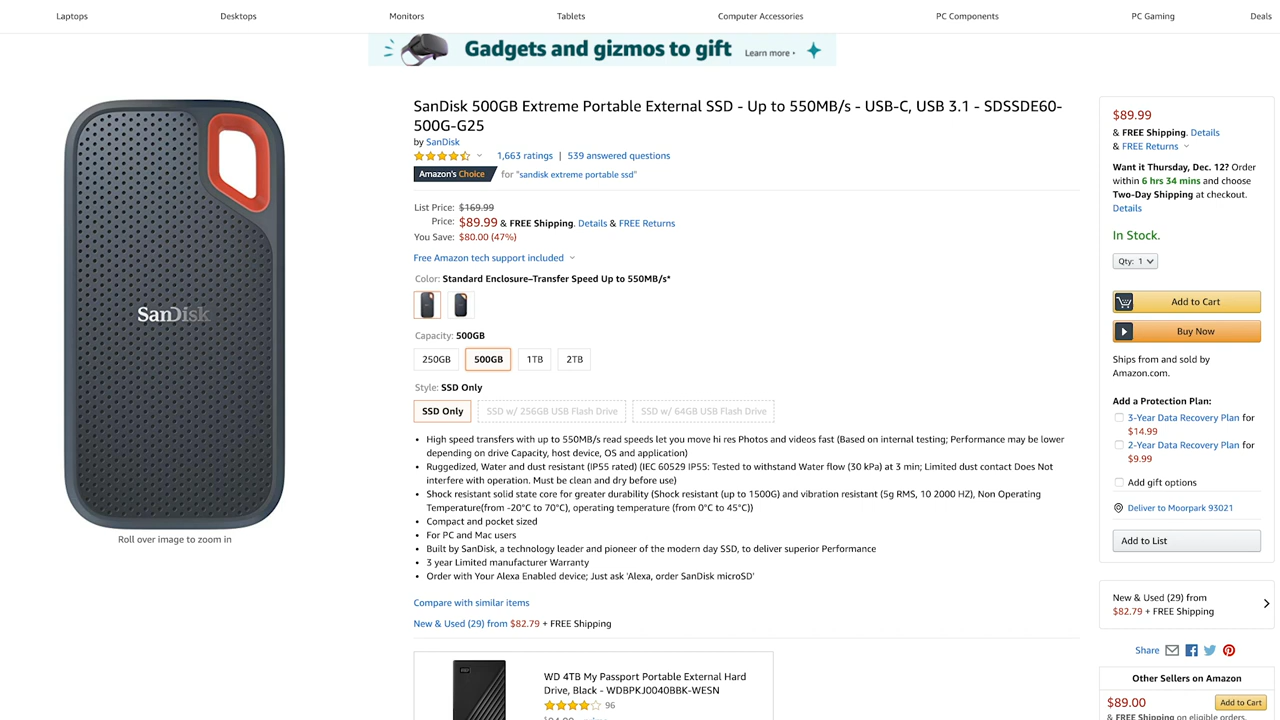 Laptops
Desktops
Monitors
Tablets
Computer Accessories
PC Components
PC Gaming
Deals
Gadgets and gizmos to gift Learn more
SanDisk 500GB Extreme Portable External SSD - Up to 550MB/s - USB-C, USB 3.1 - SDSSDE60-
500G-G25
by SanDisk
1,663 ratings | 539 answered questions
Amazon's Choice for "sandisk extreme portable ssd"
List Price: $169.99
Price: $89.99 & FREE Shipping. Details & FREE Returns
You Save: $80.00 (47%)
Free Amazon tech support included
Color: Standard Enclosure–Transfer Speed Up to 550MB/s*
Capacity: 500GB
250GB
500GB
1TB
2TB
Style: SSD Only
SSD Only
SSD w/ 256GB USB Flash Drive
SSD w/ 64GB USB Flash Drive
• High speed transfers with up to 550MB/s read speeds let you move hi res Photos and videos fast (Based on internal testing; Performance may be lower
depending on drive Capacity, host device, OS and application)
• Ruggedized, Water and dust resistant (IP55 rated) (IEC 60529 IP55: Tested to withstand Water flow (30 kPa) at 3 min; Limited dust contact Does Not
interfere with operation. Must be clean and dry before use)
• Shock resistant solid state core for greater durability (Shock resistant (up to 1500G) and vibration resistant (5g RMS, 10 2000 HZ), Non Operating
Temperature(from -20°C to 70°C), operating temperature (from 0°C to 45°C))
• Compact and pocket sized
• For PC and Mac users
• Built by SanDisk, a technology leader and pioneer of the modern day SSD, to deliver superior Performance
• 3 year Limited manufacturer Warranty
• Order with Your Alexa Enabled device; Just ask 'Alexa, order SanDisk microSD'
Compare with similar items
New & Used (29) from $82.79 + FREE Shipping
SanDisk
Roll over image to zoom in
WD 4TB My Passport Portable External Hard
Drive, Black - WDBPKJ0040BBK-WESN
96
$89.99
& FREE Shipping. Details
& FREE Returns
Want it Thursday, Dec. 12? Order
within 6 hrs 34 mins and choose
Two-Day Shipping at checkout.
Details
In Stock.
Qty: 1
Add to Cart
Buy Now
Ships from and sold by
Amazon.com.
Add a Protection Plan:
3-Year Data Recovery Plan for
$14.99
2-Year Data Recovery Plan for
$9.99
Add gift options
Deliver to Moorpark 93021
Add to List
New & Used (29) from
$82.79 + FREE Shipping
Share
Other Sellers on Amazon
$89.00
Add to Cart
& FREE Shipping on eligible orders.